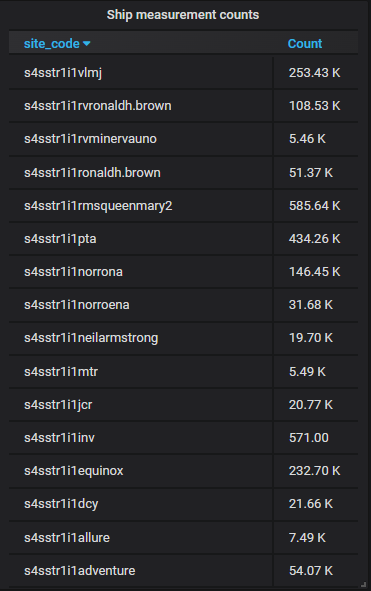 Ship measurement counts
site_code Count
s4sstr1i1vlmj 253.43 K
s4sstr1i1rvronaldh.brown 108.53 K
s4sstr1i1rvminervauno 5.46 K
s4sstr1i1ronaldh.brown 51.37 K
s4sstr1i1rmsqueenmary2 585.64 K
s4sstr1i1pta 434.26 K
s4sstr1i1norrona 146.45 K
s4sstr1i1norroena 31.68 K
s4sstr1i1neilarmstrong 19.70 K
s4sstr1i1mtr 5.49 K
s4sstr1i1jcr 20.77 K
s4sstr1i1inv 571.00
s4sstr1i1equinox 232.70 K
s4sstr1i1dcy 21.66 K
s4sstr1i1allure 7.49 K
s4sstr1i1adventure 54.07 K